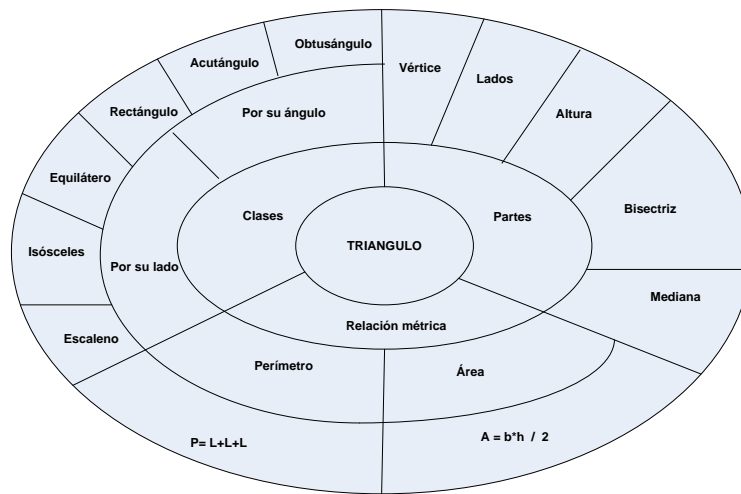 Obtusángulo
Acutángulo
Vértice
Lados
Rectángulo
Por su ángulo
Altura
Equilátero
Clases
Partes
Bisectriz
TRIANGULO
Isósceles
Por su lado
Mediana
Relación métrica
Escaleno
Perímetro
Área
P= L+L+L
A = b*h / 2